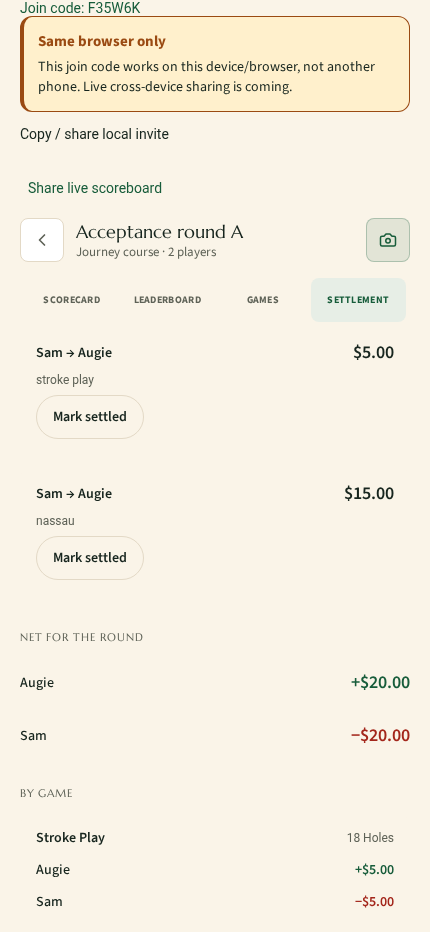 Join code: F35W6K
Same browser only
This join code works on this device/browser, not another
phone. Live cross-device sharing is coming.
Copy / share local invite
Share live scoreboard
Acceptance round A
Journey course · 2 players
SCORECARD LEADERBOARD GAMES SETTLEMENT
Sam → Augie $5.00
stroke play
Mark settled
Sam → Augie $15.00
nassau
Mark settled
NET FOR THE ROUND
Augie +$20.00
Sam −$20.00
BY GAME
Stroke Play 18 Holes
Augie +$5.00
Sam −$5.00